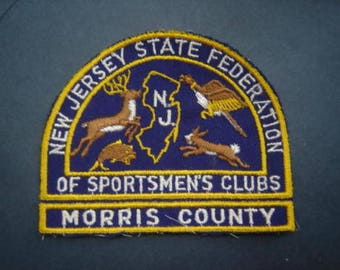 NEW JERSEY STATE FEDERATION
N.
J.
OF SPORTSMEN'S CLUBS
MORRIS COUNTY